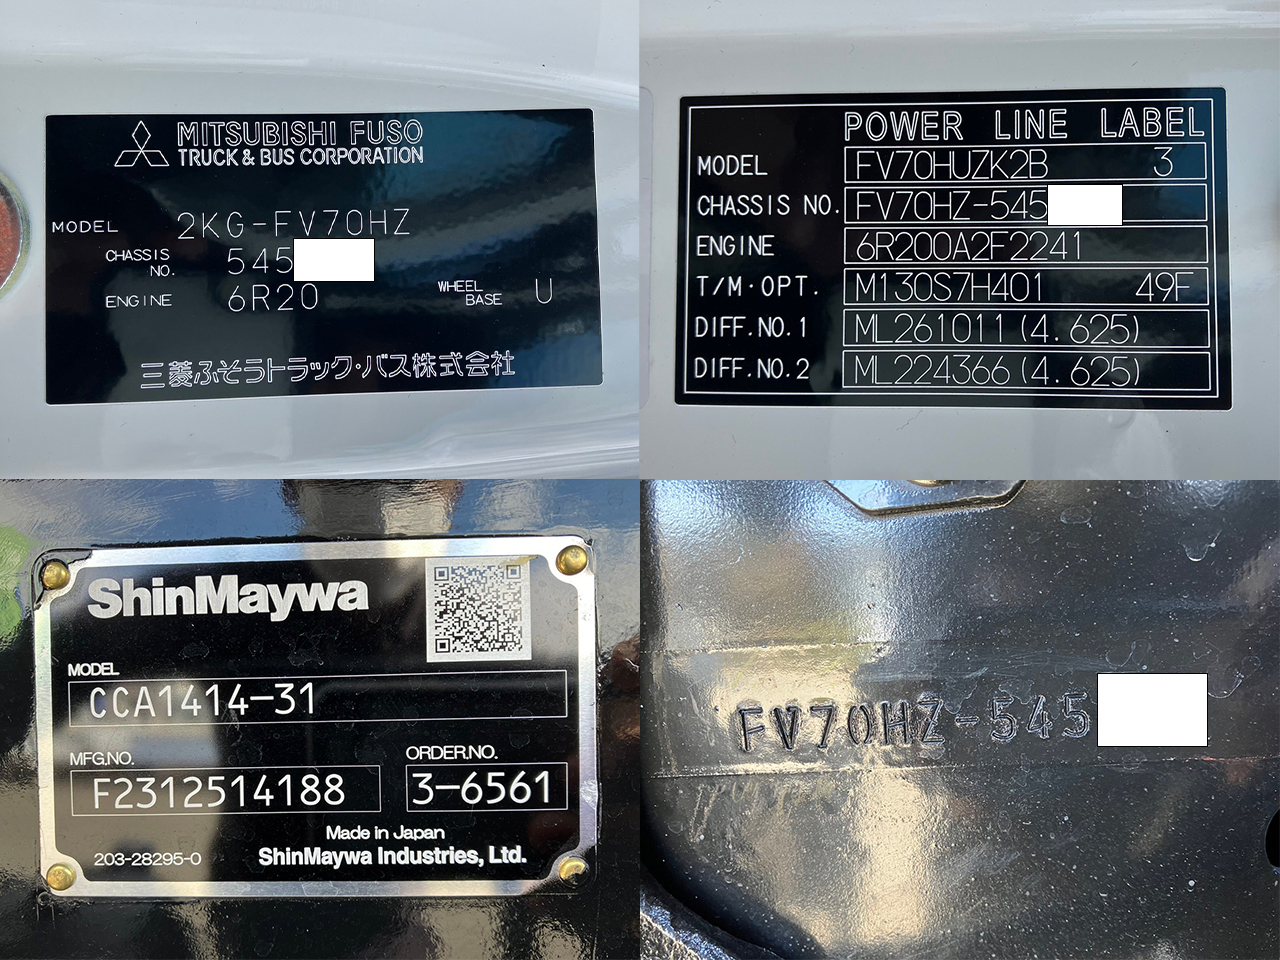 MITSUBISHI FUSO
TRUCK & BUS CORPORATION
MODEL 2KG-FV70HZ
CHASSIS NO. 545
ENGINE 6R20 WHEEL BASE U
三菱ふそうトラック・バス株式会社
POWER LINE LABEL
MODEL FV70HUZK2B 3
CHASSIS NO. FV70HZ-545
ENGINE 6R200A2F2241
T/M·OPT. M130S7H401 49F
DIFF.NO.1 ML261011(4.625)
DIFF.NO.2 ML224366(4.625)
ShinMaywa
MODEL
CCA1414-31
MFG.NO. ORDER.NO.
F2312514188 3-6561
Made in Japan
203-28295-0 ShinMaywa Industries, Ltd.
FV70HZ-545